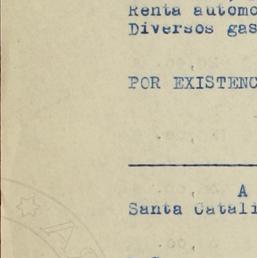 Renta automo
Diversos gas
POR EXISTENC
A
Santa Catali